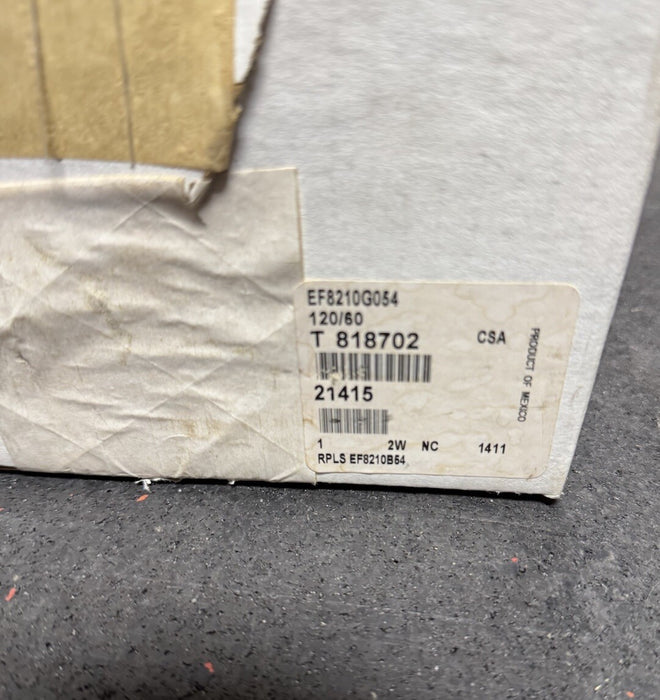 EF8210G054
120/60
T 818702 CSA
21415
1 2W NC 1411
RPLS EF8210B54
PRODUCT OF MEXICO